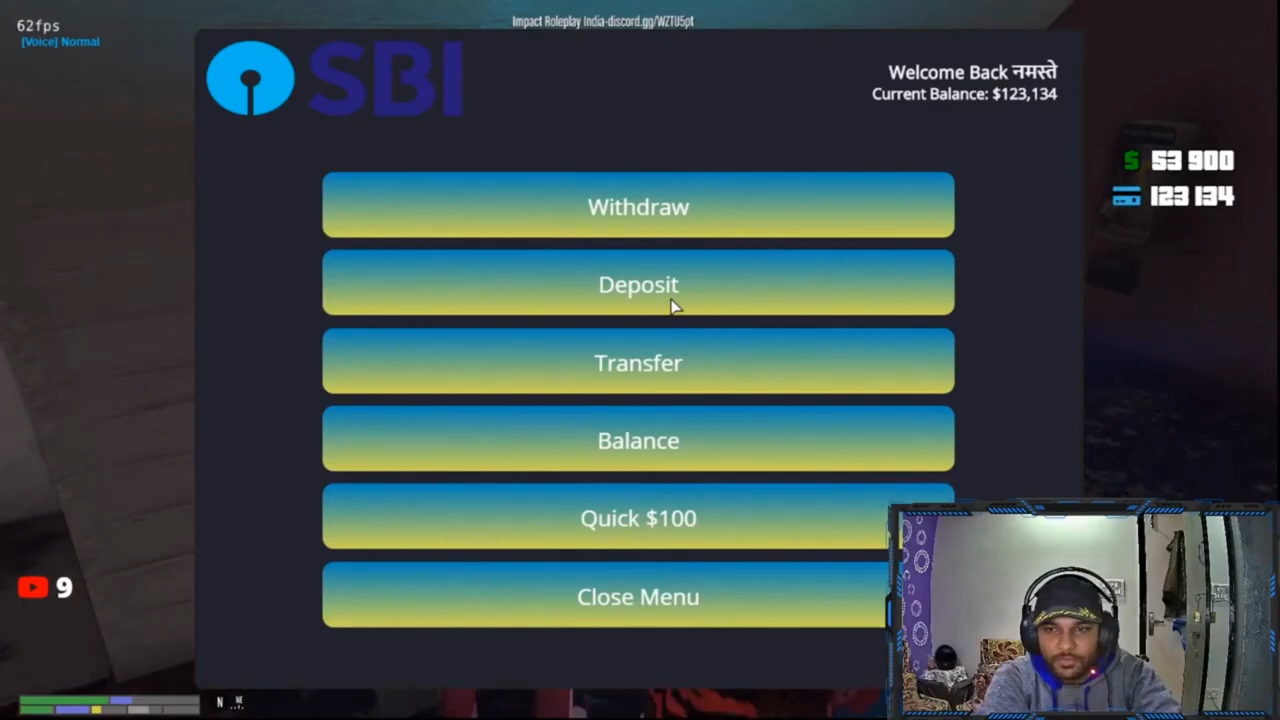 62fps
[Voice] Normal
Impact Roleplay India-discord.gg/WZTU5pt
SBI
Welcome Back नमस्ते
Current Balance: $123,134
$ 53 900
123 134
Withdraw
Deposit
Transfer
Balance
Quick $100
Close Menu
9
N
NE